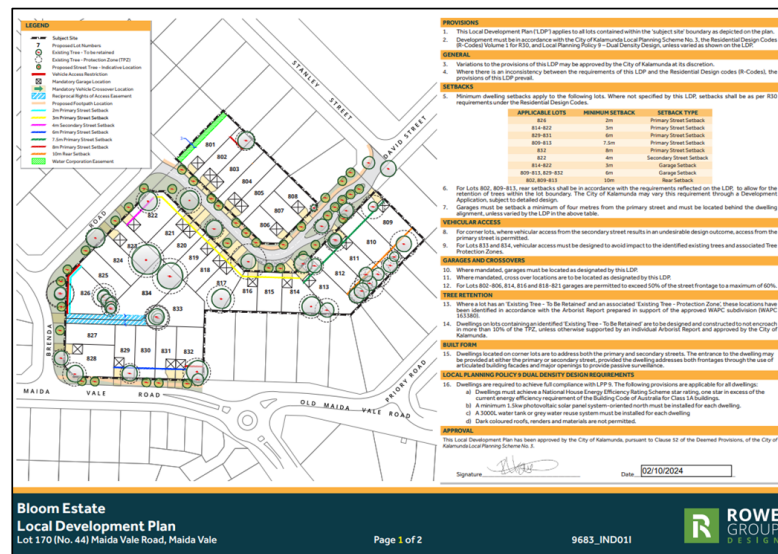 LEGEND
Subject Site
7 Proposed Lot Numbers
Existing Tree - To be retained
Existing Tree - Protection Zone (TPZ)
Proposed Street Tree - Indicative Location
Vehicle Access Restriction
Mandatory Garage Location
Mandatory Vehicle Crossover Location
Reciprocal Rights of Access Easement
Proposed Footpath Location
2m Primary Street Setback
3m Primary Street Setback
4m Secondary Street Setback
6m Primary Street Setback
7.5m Primary Street Setback
8m Primary Street Setback
10m Rear Setback
Water Corporation Easement
STANLEY STREET
DAVID STREET
BRENDA ROAD
MAIDA VALE ROAD
OLD MAIDA VALE ROAD
PRIORY ROAD
801
802
803
804
805
806
807
808
809
810
811
812
813
814
815
816
817
818
819
820
821
822
823
824
825
826
834
833
827
828
829
830
831
832
PROVISIONS
1. This Local Development Plan ('LDP') applies to all lots contained within the 'subject site' boundary as depicted on the plan.
2. Development must be in accordance with the City of Kalamunda Local Planning Scheme No. 3, the Residential Design Codes
(R-Codes) Volume 1 for R30, and Local Planning Policy 9 – Dual Density Design, unless varied as shown on the LDP.
GENERAL
3. Variations to the provisions of this LDP may be approved by the City of Kalamunda at its discretion.
4. Where there is an inconsistency between the requirements of this LDP and the Residential Design codes (R-Codes), the
provisions of this LDP prevail.
SETBACKS
5. Minimum dwelling setbacks apply to the following lots. Where not specified by this LDP, setbacks shall be as per R30
requirements under the Residential Design Codes.
APPLICABLE LOTS MINIMUM SETBACK SETBACK TYPE
826 2m Primary Street Setback
814-822 3m Primary Street Setback
829-831 6m Primary Street Setback
809-813 7.5m Primary Street Setback
832 8m Primary Street Setback
822 4m Secondary Street Setback
814-822 5m Garage Setback
809-813, 829-832 6m Garage Setback
802, 809-813 10m Rear Setback
6. For Lots 802, 809-813, rear setbacks shall be in accordance with the requirements reflected on the LDP, to allow for the
retention of trees within the lot boundary. The City of Kalamunda may vary this requirement through a Development
Application, subject to detailed design.
7. Garages must be setback a minimum of four metres from the primary street and must be located behind the dwelling
alignment, unless varied by the LDP in the above table.
VEHICULAR ACCESS
8. For corner lots, where vehicular access from the secondary street results in an undesirable design outcome, access from the
primary street is permitted.
9. For Lots 833 and 834, vehicular access must be designed to avoid impact to the identified existing trees and associated Tree
Protection Zones.
GARAGES AND CROSSOVERS
10. Where mandated, garages must be located as designated by this LDP.
11. Where mandated, cross over locations are to be located as designated by this LDP.
12. For Lots 802-806, 814, 816 and 818-821 garages are permitted to exceed 50% of the street frontage to a maximum of 60%.
TREE RETENTION
13. Where a lot has an 'Existing Tree - To Be Retained' and an associated 'Existing Tree - Protection Zone', these locations have
been identified in accordance with the Arborist Report prepared in support of the approved WAPC subdivision (WAPC
163380).
14. Dwellings on lots containing an identified 'Existing Tree - To Be Retained' are to be designed and constructed to not encroach
in more than 10% of the TPZ, unless otherwise supported by an individual Arborist Report and approved by the City of
Kalamunda.
BUILT FORM
15. Dwellings located on corner lots are to address both the primary and secondary streets. The entrance to the dwelling may
be provided at either the primary or secondary street, provided the dwelling addresses both frontages through the use of
articulated building facades and major openings to provide passive surveillance.
LOCAL PLANNING POLICY 9 DUAL DENSITY DESIGN REQUIREMENTS
16. Dwellings are required to achieve full compliance with LPP 9. The following provisions are applicable for all dwellings:
a) Dwellings must achieve a National House Energy Efficiency Rating Scheme star rating, one star in excess of the
current energy efficiency requirement of the Building Code of Australia for Class 1A buildings.
b) A minimum 1.5kw photovoltaic solar panel system-oriented north must be installed for each dwelling.
c) A 3000L water tank or grey water reuse system must be installed for each dwelling
d) Dark coloured roofs, renders and materials are not permitted.
APPROVAL
This Local Development Plan has been approved by the City of Kalamunda, pursuant to Clause 52 of the Deemed Provisions, of the City of
Kalamunda Local Planning Scheme No. 3.
Signature
Date 02/10/2024
Bloom Estate
Local Development Plan
Lot 170 (No. 44) Maida Vale Road, Maida Vale
Page 1 of 2
9683_IND01I
R
ROWE
GROUP
DESIGN